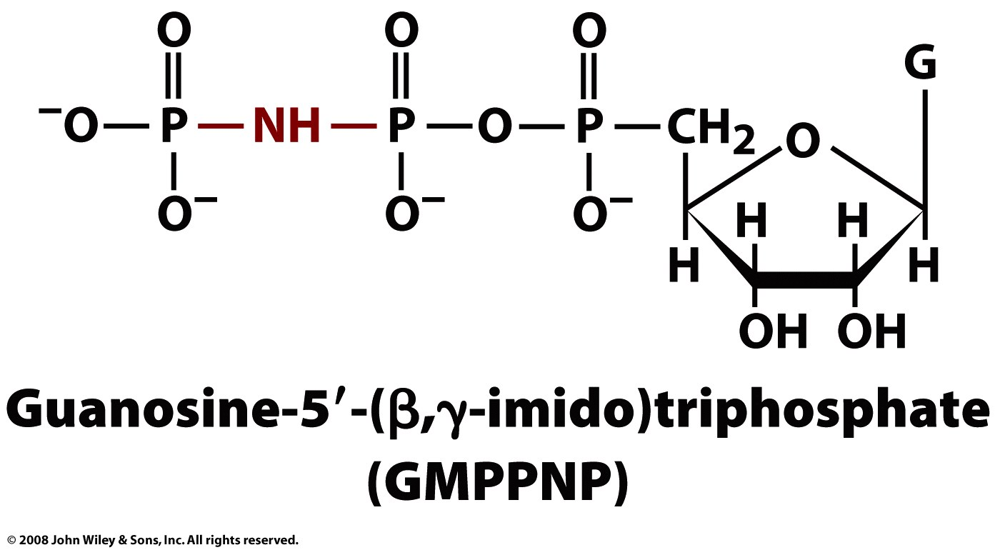 O O O G
⁻O P NH P O P CH₂ O
O⁻ O⁻ O⁻ H H
H H
OH OH
Guanosine-5′-(β,γ-imido)triphosphate
(GMPPNP)
© 2008 John Wiley & Sons, Inc. All rights reserved.